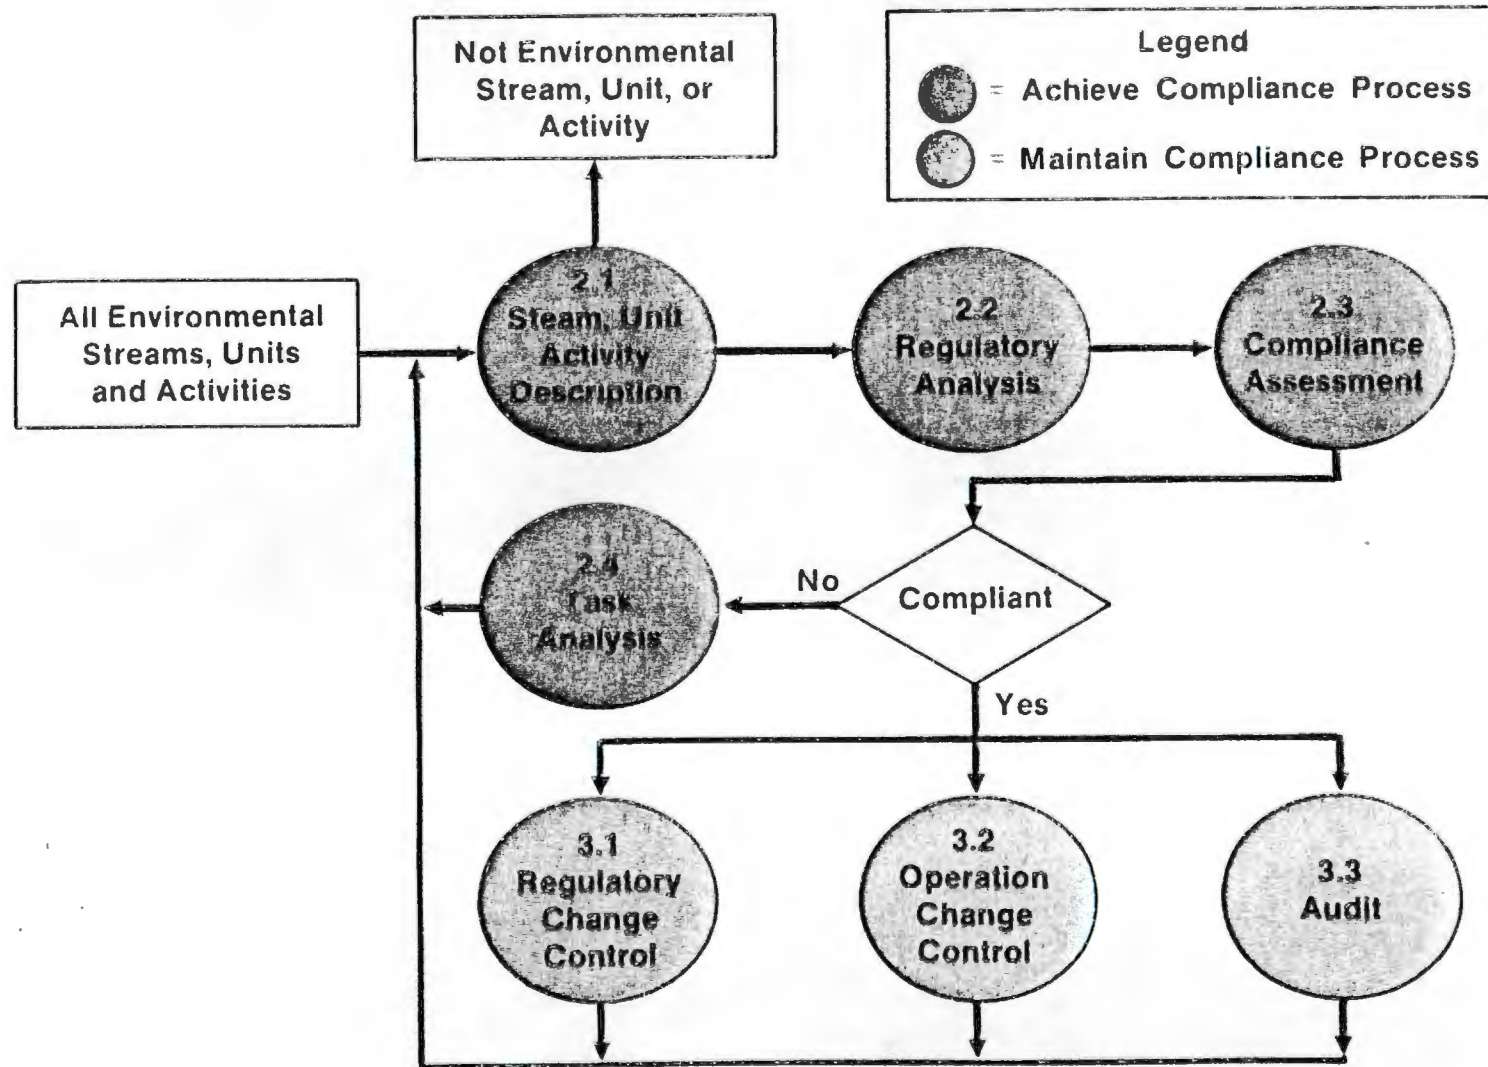 Not Environmental
Stream, Unit, or
Activity
Legend
= Achieve Compliance Process
= Maintain Compliance Process
All Environmental
Streams, Units
and Activities
2.1
Steam, Unit
Activity
Description
2.2
Regulatory
Analysis
2.3
Compliance
Assessment
2.4
Task
Analysis
No
Compliant
Yes
3.1
Regulatory
Change
Control
3.2
Operation
Change
Control
3.3
Audit